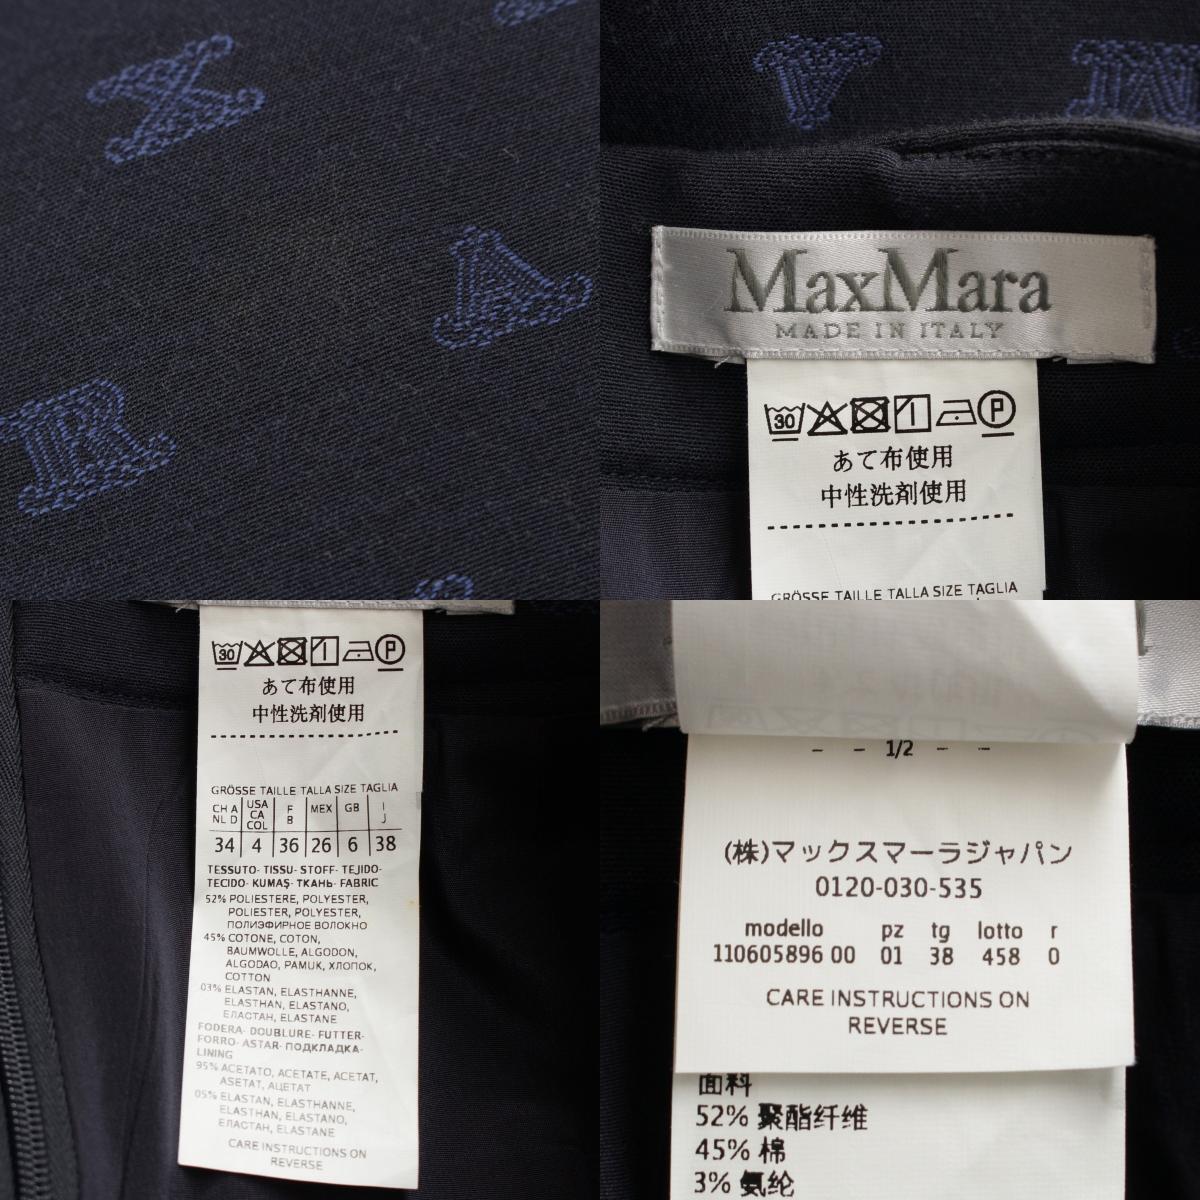 X
A
R
A
M
MaxMara
MADE IN ITALY
30
P
あて布使用
中性洗剤使用
GRÖSSE TAILLE TALLA SIZE TAGLIA
30
P
あて布使用
中性洗剤使用
GRÖSSE TAILLE TALLA SIZE TAGLIA
CH A NL D USA CA COL F B MEX GB I J
34 4 36 26 6 38
TESSUTO- TISSU- STOFF- TEJIDO-
TECIDO- KUMAŞ- ТКАНЬ- FABRIC
52% POLIESTERE, POLYESTER,
POLIESTER, POLYESTER,
ПОЛИЭФИРНОЕ ВОЛОКНО
45% COTONE, COTON,
BAUMWOLLE, ALGODON,
ALGODAO, PAMUK, ХЛОПОК,
COTTON
03% ELASTAN, ELASTHANNE,
ELASTHAN, ELASTANO,
ЕЛАСТАН, ELASTANE
FODERA- DOUBLURE- FUTTER-
FORRO- ASTAR- ПОДКЛАДКА-
LINING
95% ACETATO, ACETATE, ACETAT,
ASETAT, АЦЕТАТ
05% ELASTAN, ELASTHANNE,
ELASTHAN, ELASTANO,
ЕЛАСТАН, ELASTANE
CARE INSTRUCTIONS ON
REVERSE
- - 1/2 - -
(株)マックスマーラジャパン
0120-030-535
modello pz tg lotto r
110605896 00 01 38 458 0
CARE INSTRUCTIONS ON
REVERSE
面料
52% 聚酯纤维
45% 棉
3% 氨纶